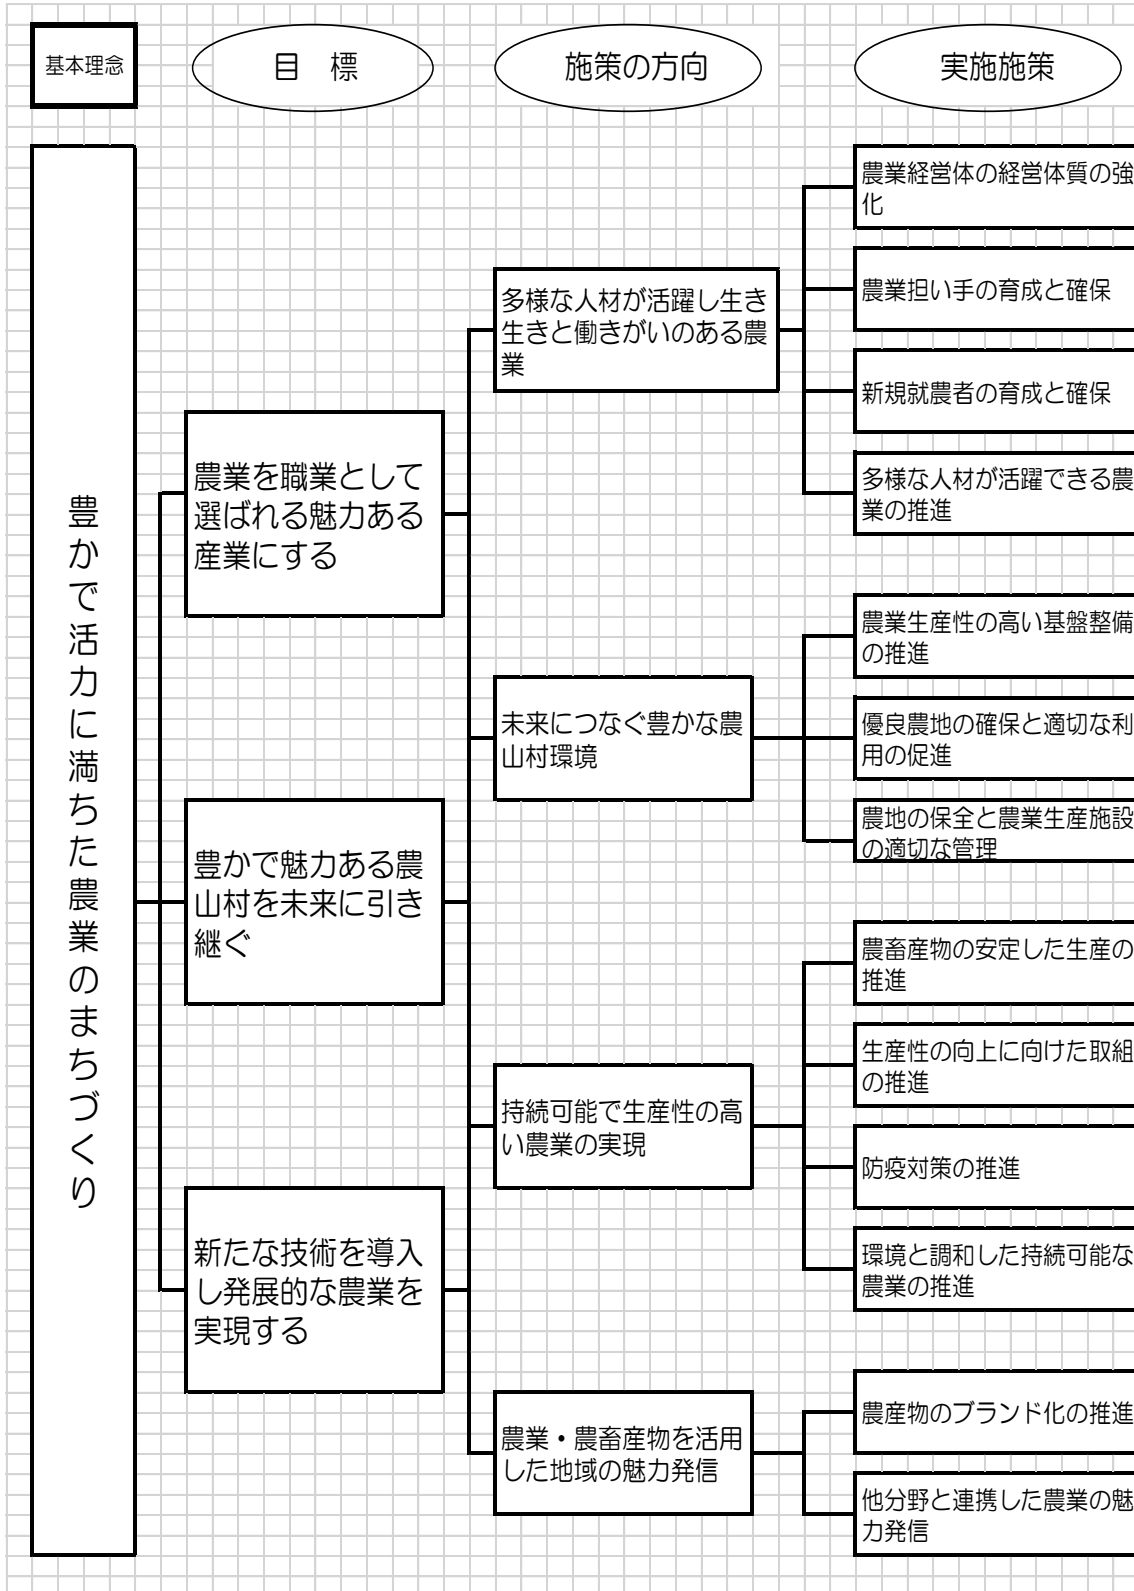 基本理念
目　標
施策の方向
実施施策
豊かで活力に満ちた農業のまちづくり
農業を職業として
選ばれる魅力ある
産業にする
豊かで魅力ある農
山村を未来に引き
継ぐ
新たな技術を導入
し発展的な農業を
実現する
多様な人材が活躍し生き
生きと働きがいのある農
業
未来につなぐ豊かな農
山村環境
持続可能で生産性の高
い農業の実現
農業・農畜産物を活用
した地域の魅力発信
農業経営体の経営体質の強
化
農業担い手の育成と確保
新規就農者の育成と確保
多様な人材が活躍できる農
業の推進
農業生産性の高い基盤整備
の推進
優良農地の確保と適切な利
用の促進
農地の保全と農業生産施設
の適切な管理
農畜産物の安定した生産の
推進
生産性の向上に向けた取組
の推進
防疫対策の推進
環境と調和した持続可能な
農業の推進
農産物のブランド化の推進
他分野と連携した農業の魅
力発信